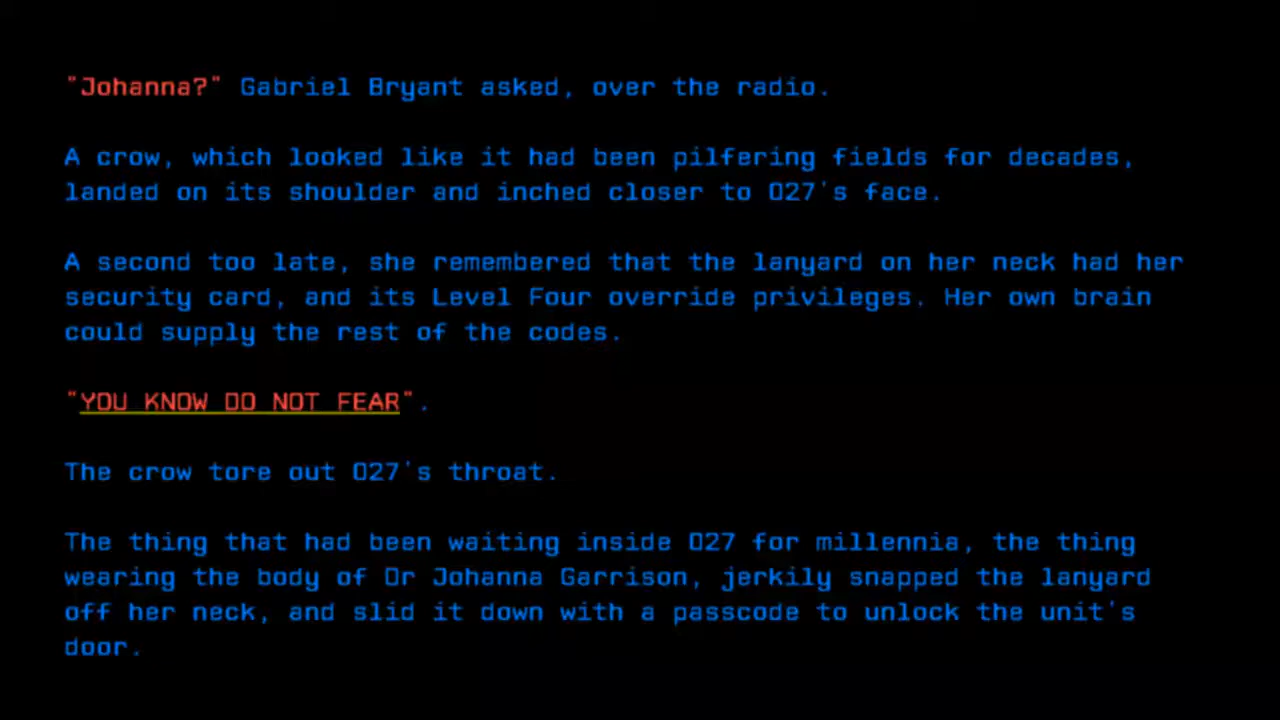 "Johanna?" Gabriel Bryant asked, over the radio.
A crow, which looked like it had been pilfering fields for decades,
landed on its shoulder and inched closer to 027's face.
A second too late, she remembered that the lanyard on her neck had her
security card, and its Level Four override privileges. Her own brain
could supply the rest of the codes.
"YOU KNOW DO NOT FEAR".
The crow tore out 027's throat.
The thing that had been waiting inside 027 for millennia, the thing
wearing the body of Dr Johanna Garrison, jerkily snapped the lanyard
off her neck, and slid it down with a passcode to unlock the unit's
door.